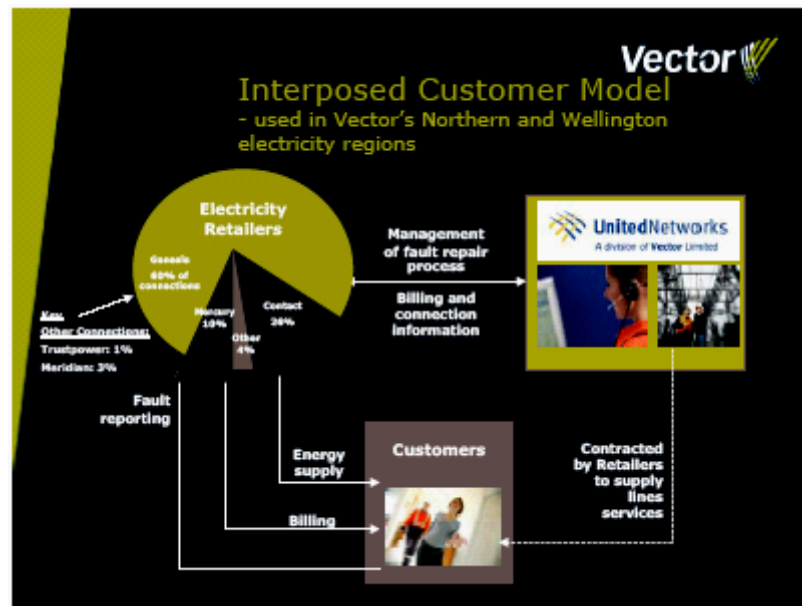 Vector
Interposed Customer Model
- used in Vector's Northern and Wellington
electricity regions
Electricity
Retailers
Genesis
60% of
connections
Mercury
10%
Other
4%
Contact
26%
Key
Other Connections:
Trustpower: 1%
Meridian: 3%
Management
of fault repair
process
Billing and
connection
information
UnitedNetworks
A division of Vector Limited
Fault
reporting
Energy
supply
Billing
Customers
Contracted
by Retailers
to supply
lines
services